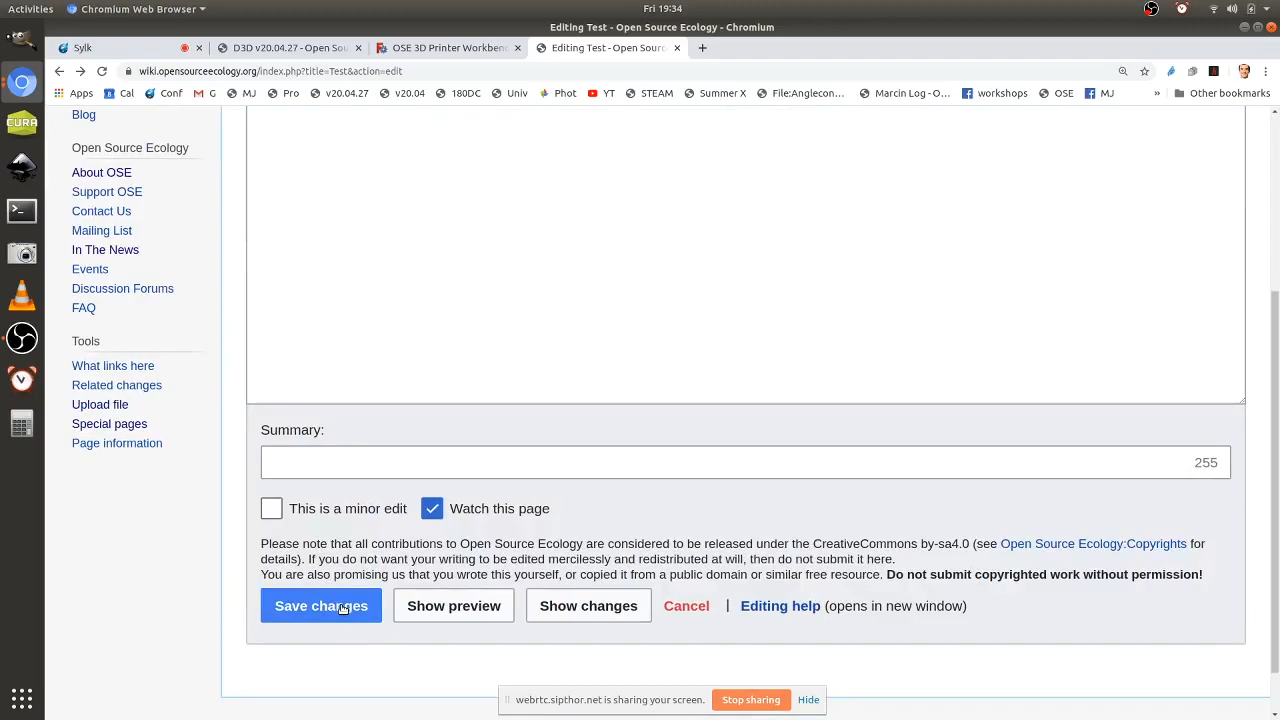 Activities
Chromium Web Browser
Fri 19:34
Editing Test - Open Source Ecology - Chromium
Sylk
D3D v20.04.27 - Open Sou
OSE 3D Printer Workbenc
Editing Test - Open Sourc
wiki.opensourceecology.org/index.php?title=Test&action=edit
Apps
Cal
Conf
G
MJ
Pro
v20.04.27
v20.04
180DC
Univ
Phot
YT
STEAM
Summer X
File:Anglecon...
Marcin Log - O...
workshops
OSE
MJ
»
Other bookmarks
CURA
Blog
Open Source Ecology
About OSE
Support OSE
Contact Us
Mailing List
In The News
Events
Discussion Forums
FAQ
Tools
What links here
Related changes
Upload file
Special pages
Page information
Summary:
255
This is a minor edit
Watch this page
Please note that all contributions to Open Source Ecology are considered to be released under the CreativeCommons by-sa4.0 (see Open Source Ecology:Copyrights for
details). If you do not want your writing to be edited mercilessly and redistributed at will, then do not submit it here.
You are also promising us that you wrote this yourself, or copied it from a public domain or similar free resource. Do not submit copyrighted work without permission!
Save changes
Show preview
Show changes
Cancel
|
Editing help (opens in new window)
webrtc.sipthor.net is sharing your screen.
Stop sharing
Hide